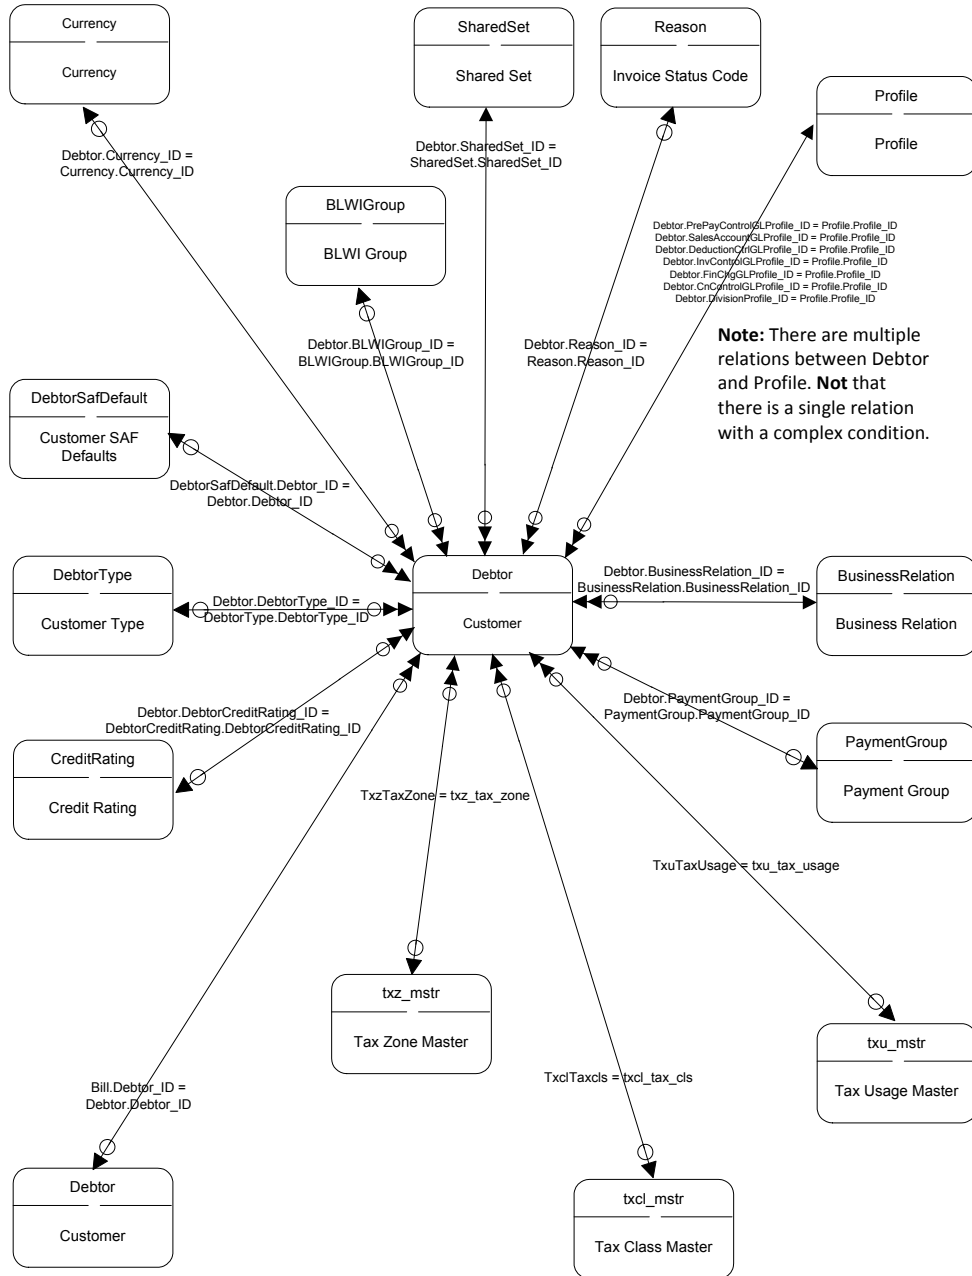 Currency
Currency
SharedSet
Shared Set
Reason
Invoice Status Code
Profile
Profile
Debtor.Currency_ID =
Currency.Currency_ID
Debtor.SharedSet_ID =
SharedSet.SharedSet_ID
BLWIGroup
BLWI Group
Debtor.PrePayControlGLProfile_ID = Profile.Profile_ID
Debtor.SalesAccountGLProfile_ID = Profile.Profile_ID
Debtor.DeductionCtrlGLProfile_ID = Profile.Profile_ID
Debtor.InvControlGLProfile_ID = Profile.Profile_ID
Debtor.FinChgGLProfile_ID = Profile.Profile_ID
Debtor.CnControlGLProfile_ID = Profile.Profile_ID
Debtor.DivisionProfile_ID = Profile.Profile_ID
Debtor.BLWIGroup_ID =
BLWIGroup.BLWIGroup_ID
Debtor.Reason_ID =
Reason.Reason_ID
Note: There are multiple
relations between Debtor
and Profile. Not that
there is a single relation
with a complex condition.
DebtorSafDefault
Customer SAF
Defaults
DebtorSafDefault.Debtor_ID =
Debtor.Debtor_ID
DebtorType
Customer Type
Debtor.DebtorType_ID =
DebtorType.DebtorType_ID
Debtor
Customer
Debtor.BusinessRelation_ID =
BusinessRelation.BusinessRelation_ID
BusinessRelation
Business Relation
Debtor.DebtorCreditRating_ID =
DebtorCreditRating.DebtorCreditRating_ID
Debtor.PaymentGroup_ID =
PaymentGroup.PaymentGroup_ID
CreditRating
Credit Rating
PaymentGroup
Payment Group
TxzTaxZone = txz_tax_zone
TxuTaxUsage = txu_tax_usage
txz_mstr
Tax Zone Master
txu_mstr
Tax Usage Master
TxclTaxcls = txcl_tax_cls
Bill.Debtor_ID =
Debtor.Debtor_ID
Debtor
Customer
txcl_mstr
Tax Class Master